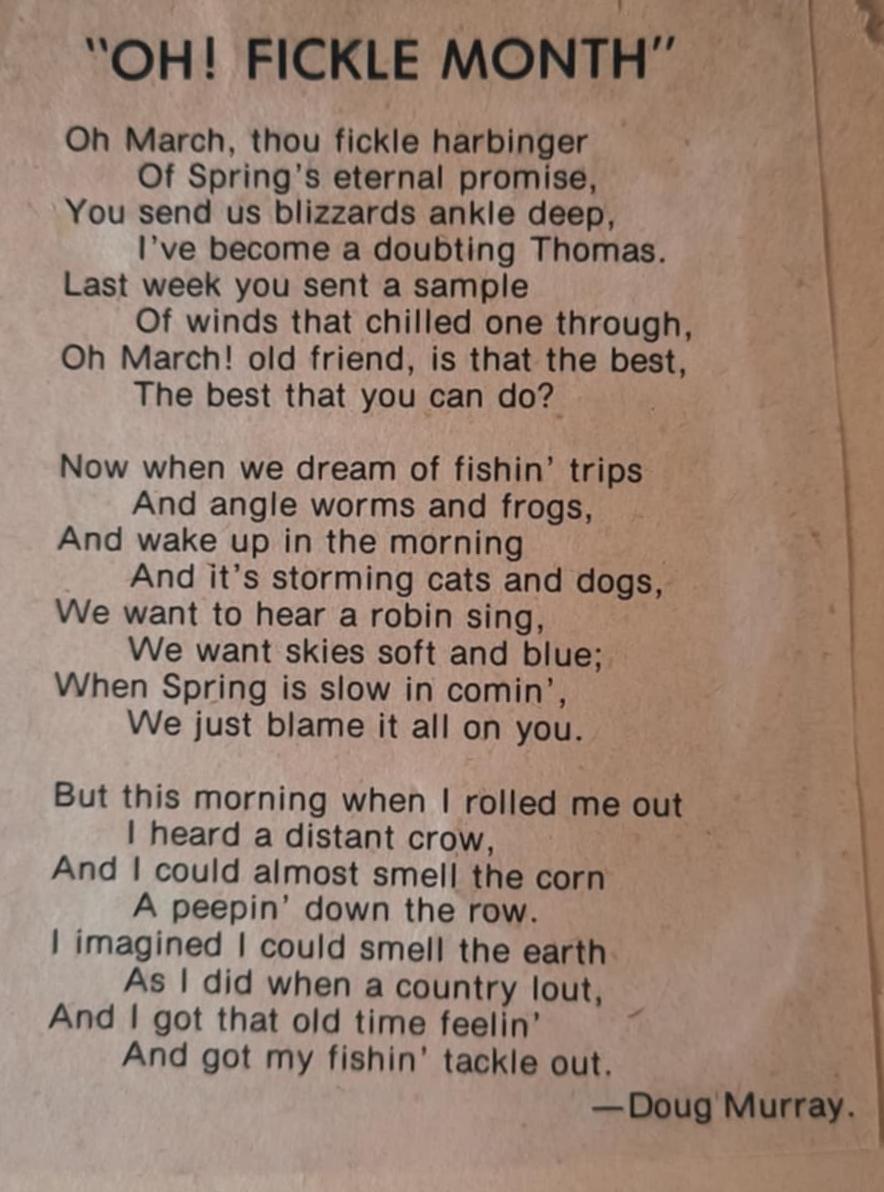 "OH! FICKLE MONTH"
Oh March, thou fickle harbinger
Of Spring's eternal promise,
You send us blizzards ankle deep,
I've become a doubting Thomas.
Last week you sent a sample
Of winds that chilled one through,
Oh March! old friend, is that the best,
The best that you can do?
Now when we dream of fishin' trips
And angle worms and frogs,
And wake up in the morning
And it's storming cats and dogs,
We want to hear a robin sing,
We want skies soft and blue;
When Spring is slow in comin',
We just blame it all on you.
But this morning when I rolled me out
I heard a distant crow,
And I could almost smell the corn
A peepin' down the row.
I imagined I could smell the earth
As I did when a country lout,
And I got that old time feelin'
And got my fishin' tackle out.
—Doug Murray.